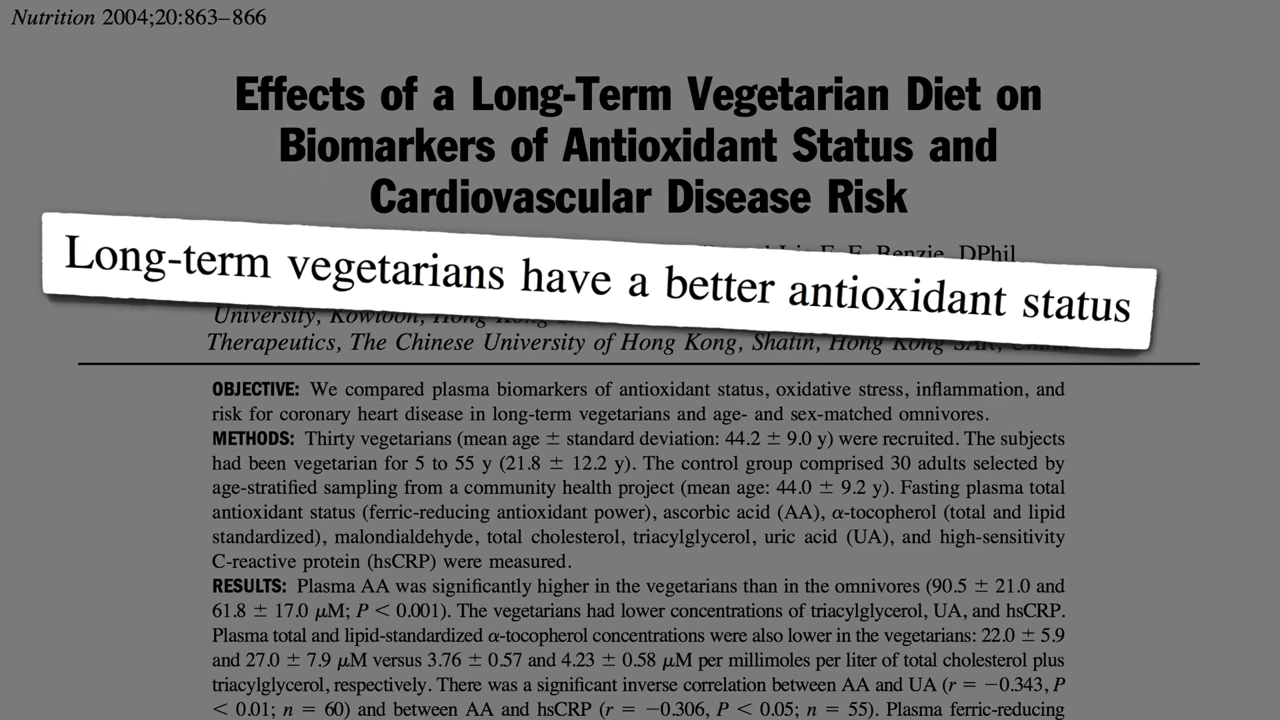 Nutrition 2004;20:863–866
Effects of a Long-Term Vegetarian Diet on
Biomarkers of Antioxidant Status and
Cardiovascular Disease Risk
E. F. Benzie, DPhil
Long-term vegetarians have a better antioxidant status
University, Kowloon, Hong Kong
Therapeutics, The Chinese University of Hong Kong, Shatin, Hong Kong SAR, China
OBJECTIVE: We compared plasma biomarkers of antioxidant status, oxidative stress, inflammation, and
risk for coronary heart disease in long-term vegetarians and age- and sex-matched omnivores.
METHODS: Thirty vegetarians (mean age ± standard deviation: 44.2 ± 9.0 y) were recruited. The subjects
had been vegetarian for 5 to 55 y (21.8 ± 12.2 y). The control group comprised 30 adults selected by
age-stratified sampling from a community health project (mean age: 44.0 ± 9.2 y). Fasting plasma total
antioxidant status (ferric-reducing antioxidant power), ascorbic acid (AA), α-tocopherol (total and lipid
standardized), malondialdehyde, total cholesterol, triacylglycerol, uric acid (UA), and high-sensitivity
C-reactive protein (hsCRP) were measured.
RESULTS: Plasma AA was significantly higher in the vegetarians than in the omnivores (90.5 ± 21.0 and
61.8 ± 17.0 μM; P < 0.001). The vegetarians had lower concentrations of triacylglycerol, UA, and hsCRP.
Plasma total and lipid-standardized α-tocopherol concentrations were also lower in the vegetarians: 22.0 ± 5.9
and 27.0 ± 7.9 μM versus 3.76 ± 0.57 and 4.23 ± 0.58 μM per millimoles per liter of total cholesterol plus
triacylglycerol, respectively. There was a significant inverse correlation between AA and UA (r = −0.343, P
< 0.01; n = 60) and between AA and hsCRP (r = −0.306, P < 0.05; n = 55). Plasma ferric-reducing